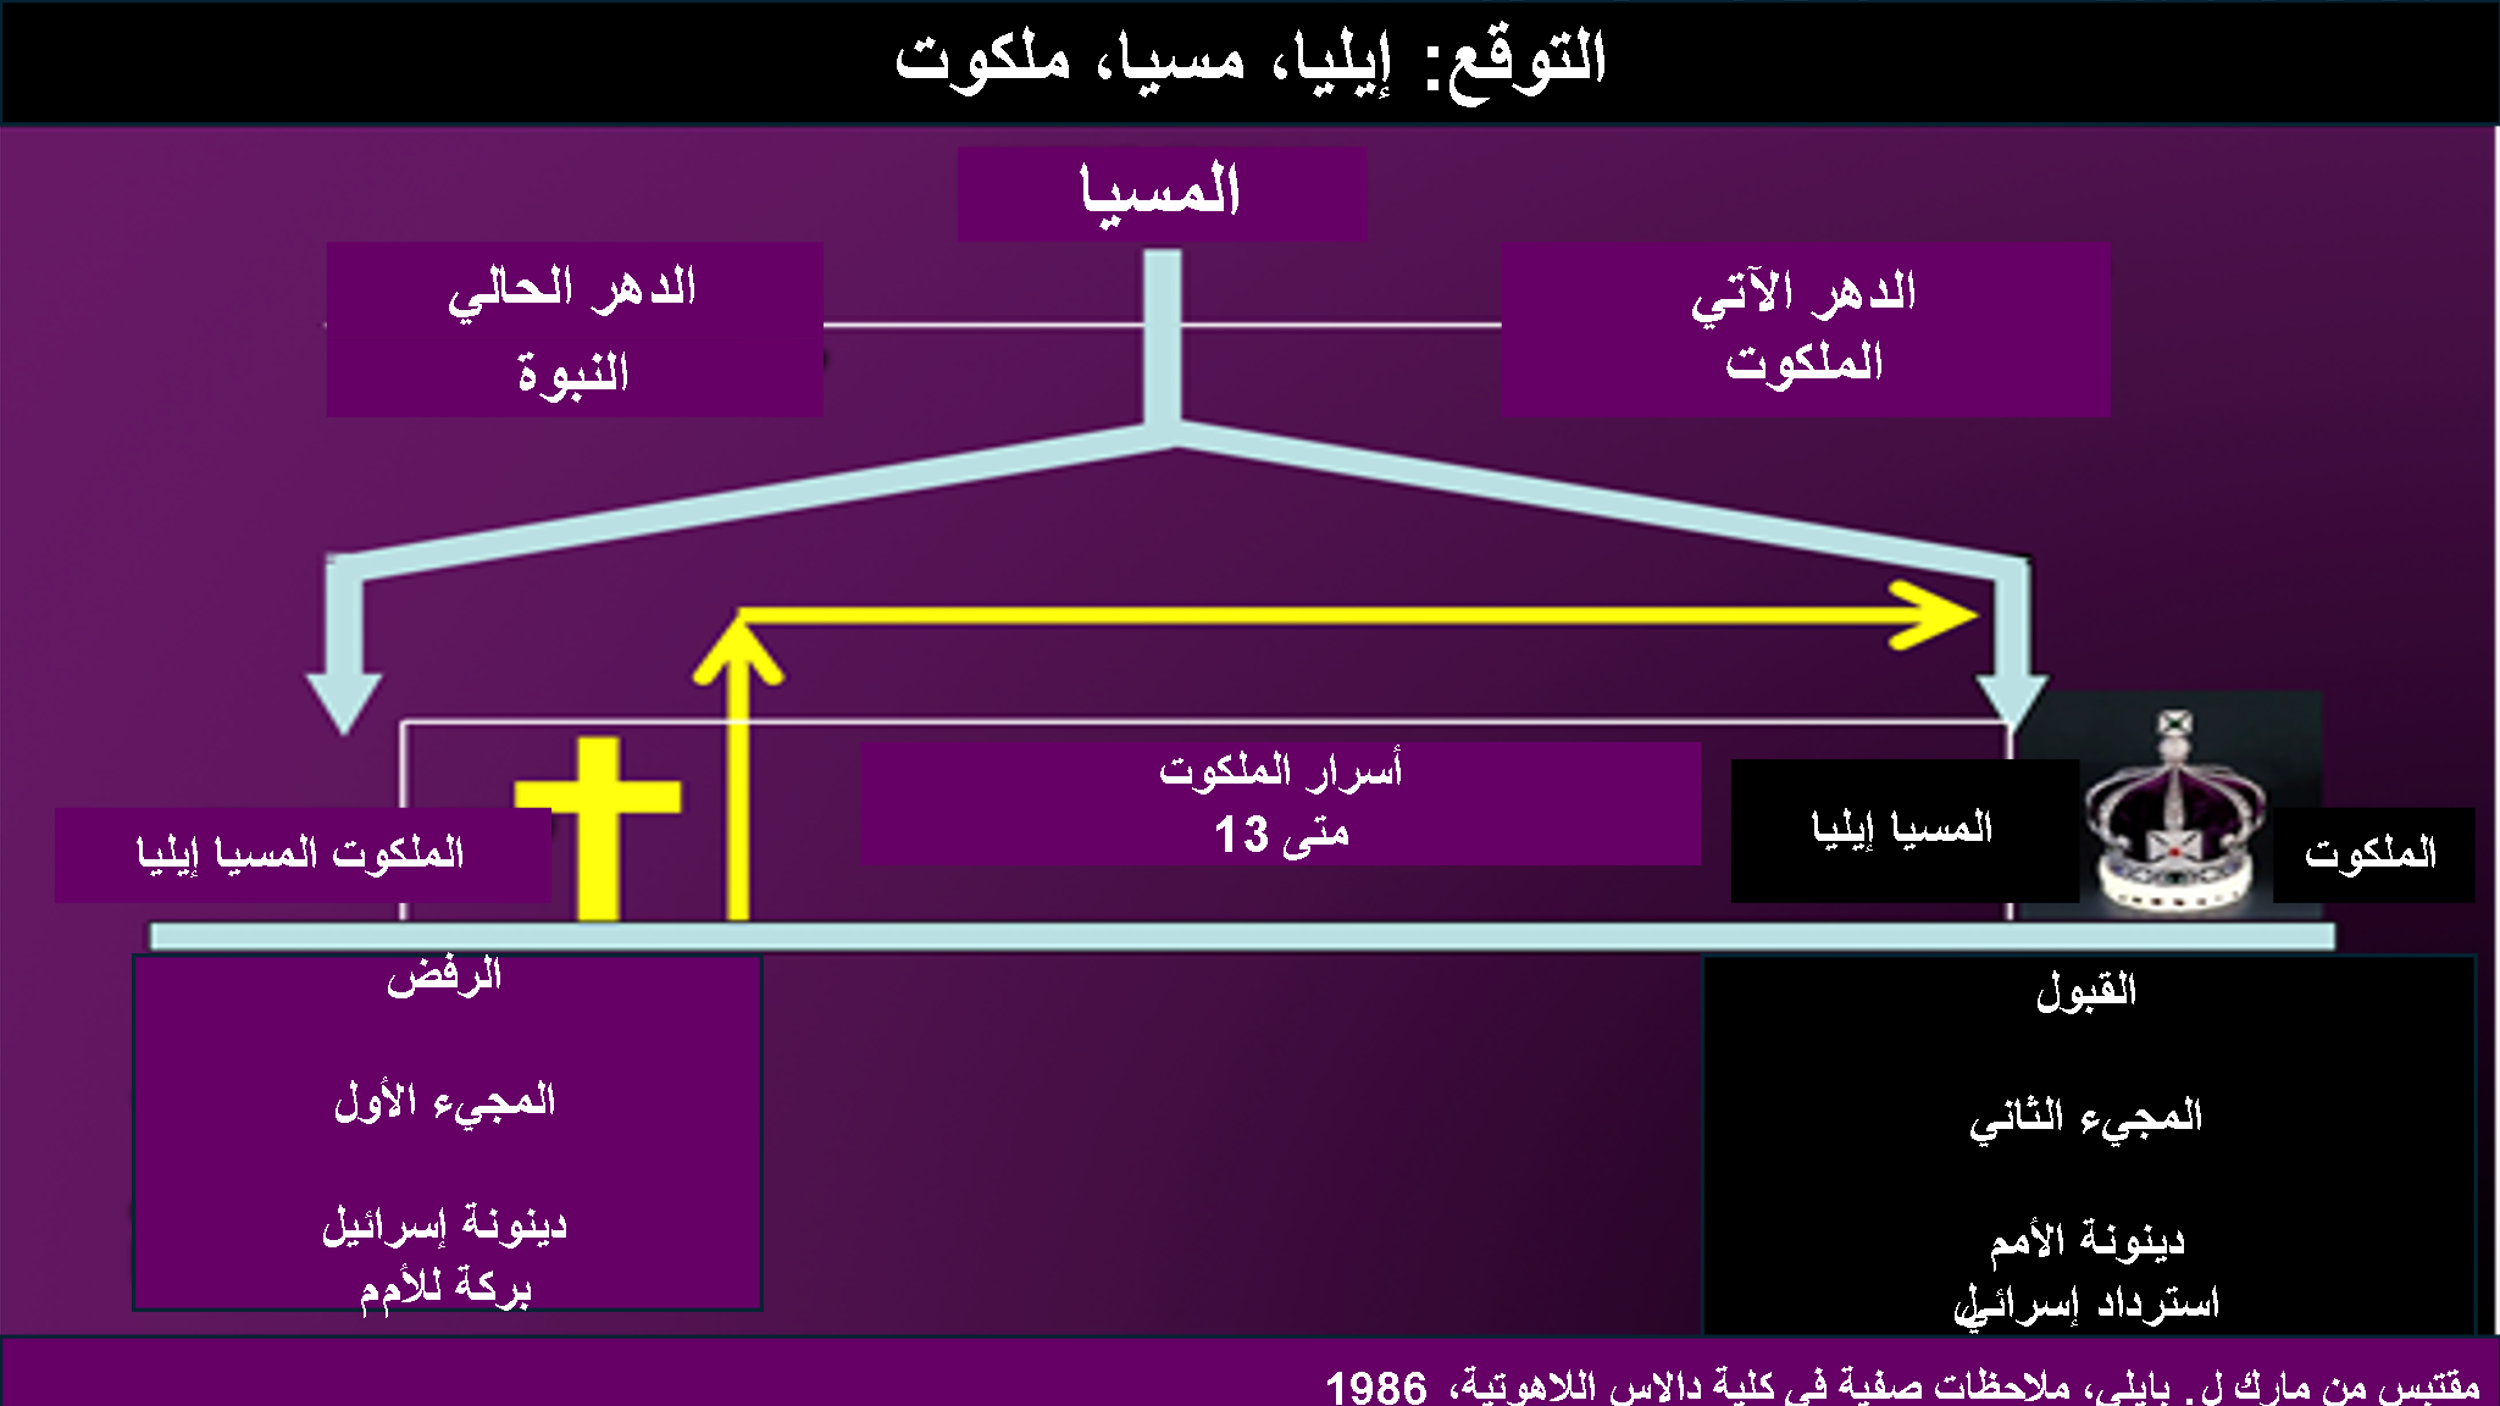 التوقع: إيليا، مسيا، ملكوت
المسيا
الدهر الحالي
النبوة
الدهر الآتي
الملكوت
أسرار الملكوت
متى 13
الملكوت المسيا إيليا
المسيا إيليا
الملكوت
الرفض
المجيء الأول
دينونة إسرائيل
بركة للأمم
القبول
المجيء الثاني
دينونة الأمم
استرداد إسرائيل
مقتبس من مارك ل. بايلي، ملاحظات صفية في كلية دالاس اللاهوتية، 1986